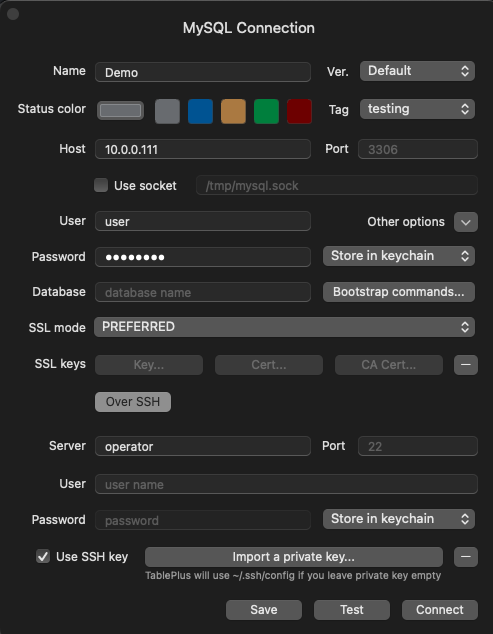 MySQL Connection
Name Demo Ver. Default
Status color Tag testing
Host 10.0.0.111 Port 3306
Use socket /tmp/mysql.sock
User user Other options
Password ●●●●●●●● Store in keychain
Database database name Bootstrap commands...
SSL mode PREFERRED
SSL keys Key... Cert... CA Cert...
Over SSH
Server operator Port 22
User user name
Password password Store in keychain
Use SSH key Import a private key...
TablePlus will use ~/.ssh/config if you leave private key empty
Save Test Connect